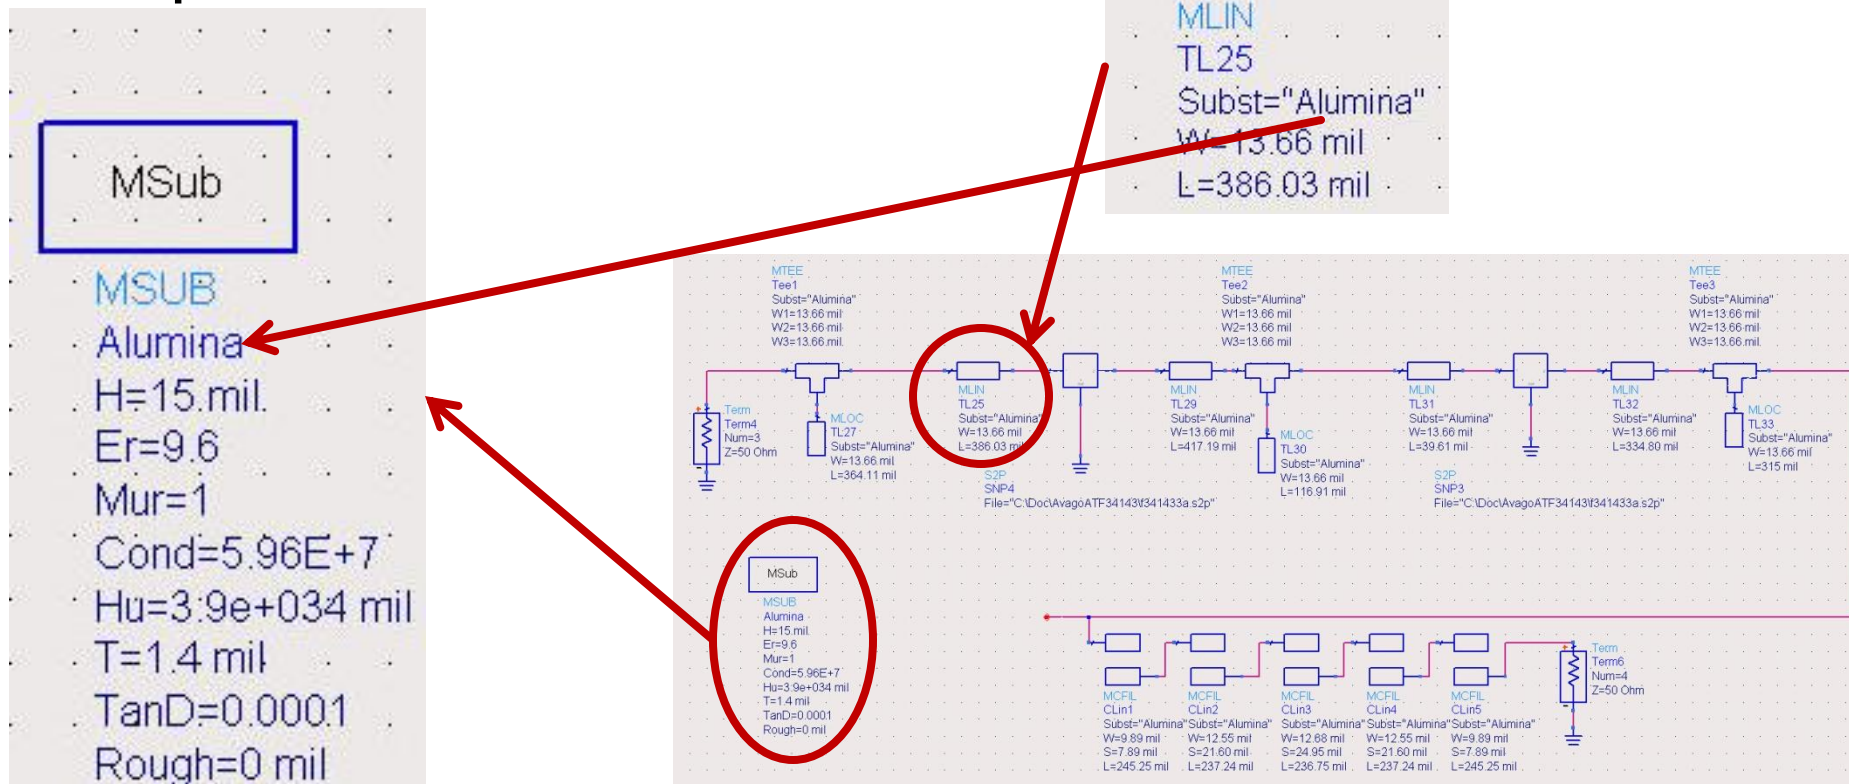 MSub
MSUB
Alumina
H=15 mil
Er=9.6
Mur=1
Cond=5.96E+7
Hu=3.9e+034 mil
T=1.4 mil
TanD=0.0001
Rough=0 mil
MLIN
TL25
Subst="Alumina"
W=13.66 mil
L=386.03 mil
MTEE
Tee1
Subst="Alumina"
W1=13.66 mil
W2=13.66 mil
W3=13.66 mil
MTEE
Tee2
Subst="Alumina"
W1=13.66 mil
W2=13.66 mil
W3=13.66 mil
MTEE
Tee3
Subst="Alumina"
W1=13.66 mil
W2=13.66 mil
W3=13.66 mil
Term
Term4
Num=3
Z=50 Ohm
MLOC
TL27
Subst="Alumina"
W=13.66 mil
L=364.11 mil
MLIN
TL25
Subst="Alumina"
W=13.66 mil
L=386.03 mil
S2P
SNP4
File="C:\Doc\AvagoATF34143\f341433a.s2p"
MLIN
TL29
Subst="Alumina"
W=13.66 mil
L=417.19 mil
MLOC
TL30
Subst="Alumina"
W=13.66 mil
L=116.91 mil
MLIN
TL31
Subst="Alumina"
W=13.66 mil
L=39.61 mil
S2P
SNP3
File="C:\Doc\AvagoATF34143\f341433a.s2p"
MLIN
TL32
Subst="Alumina"
W=13.66 mil
L=334.80 mil
MLOC
TL33
Subst="Alumina"
W=13.66 mil
L=315 mil
MSub
MSUB
Alumina
H=15 mil
Er=9.6
Mur=1
Cond=5.96E+7
Hu=3.9e+034 mil
T=1.4 mil
TanD=0.0001
Rough=0 mil
MCFIL
CLin1
Subst="Alumina"
W=9.89 mil
S=7.89 mil
L=245.25 mil
MCFIL
CLin2
Subst="Alumina"
W=12.55 mil
S=21.60 mil
L=237.24 mil
MCFIL
CLin3
Subst="Alumina"
W=12.68 mil
S=24.95 mil
L=236.75 mil
MCFIL
CLin4
Subst="Alumina"
W=12.55 mil
S=21.60 mil
L=237.24 mil
MCFIL
CLin5
Subst="Alumina"
W=9.89 mil
S=7.89 mil
L=245.25 mil
Term
Term6
Num=4
Z=50 Ohm